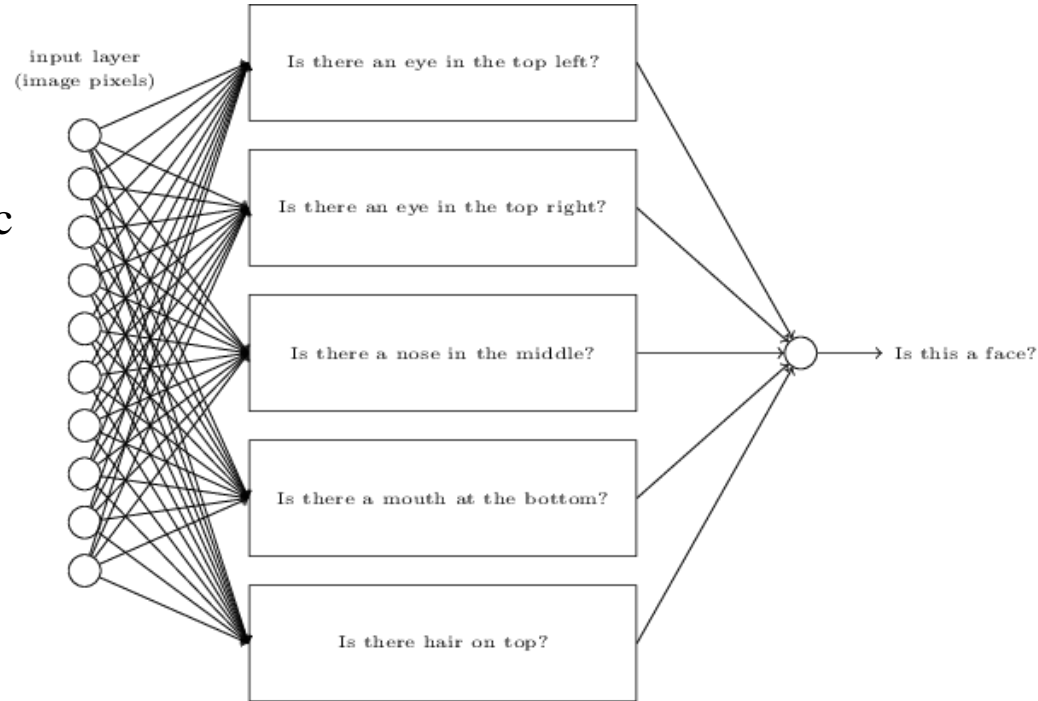 input layer
(image pixels)
c
Is there an eye in the top left?
Is there an eye in the top right?
Is there a nose in the middle?
Is there a mouth at the bottom?
Is there hair on top?
Is this a face?